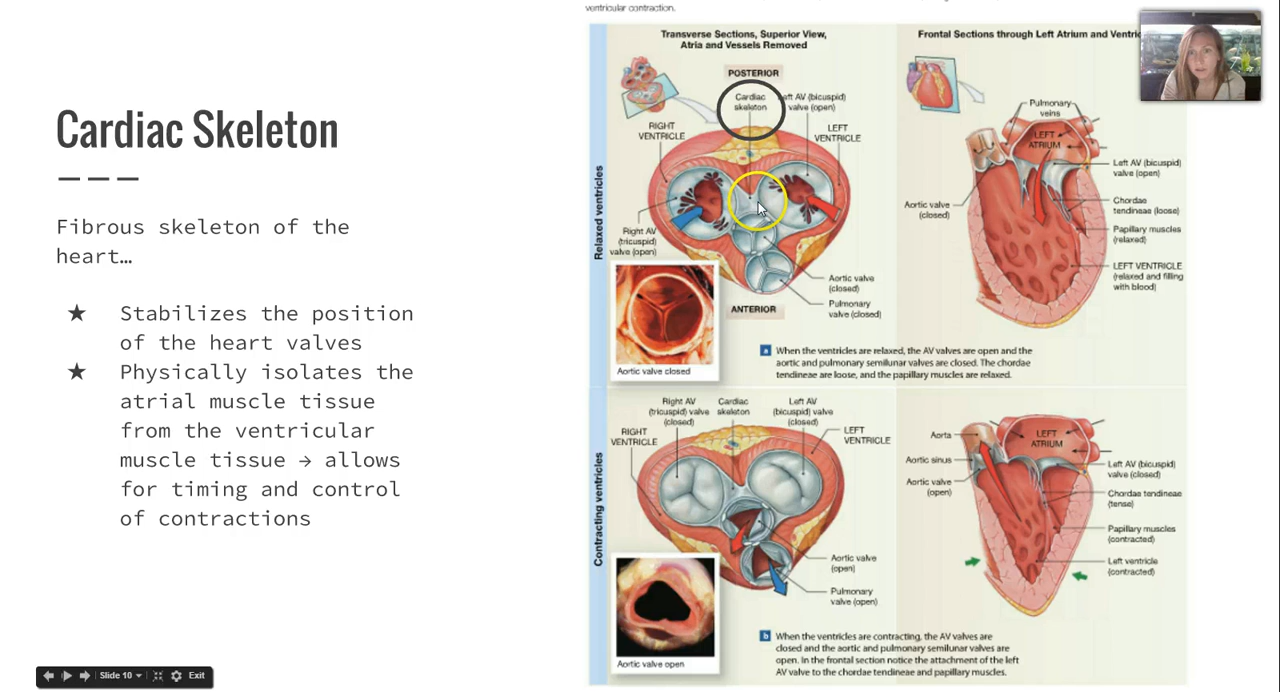 ventricular contraction.
Cardiac Skeleton
Fibrous skeleton of the
heart…
★ Stabilizes the position
of the heart valves
★ Physically isolates the
atrial muscle tissue
from the ventricular
muscle tissue → allows
for timing and control
of contractions
Relaxed ventricles
Transverse Sections, Superior View,
Atria and Vessels Removed
POSTERIOR
Cardiac
skeleton
Left AV (bicuspid)
valve (open)
RIGHT
VENTRICLE
LEFT
VENTRICLE
Right AV
(tricuspid)
valve (open)
Aortic valve
(closed)
Pulmonary
valve (closed)
ANTERIOR
Aortic valve closed
Frontal Sections through Left Atrium and
Pulmonary
veins
LEFT
ATRIUM
Left AV (bicuspid)
valve (open)
Aortic valve
(closed)
Chordae
tendineae (loose)
Papillary muscles
(relaxed)
LEFT VENTRICLE
(relaxed and filling
with blood)
a When the ventricles are relaxed, the AV valves are open and the
aortic and pulmonary semilunar valves are closed. The chordae
tendineae are loose, and the papillary muscles are relaxed.
Contracting ventricles
Right AV
(tricuspid) valve
(closed)
Cardiac
skeleton
Left AV
(bicuspid) valve
(closed)
RIGHT
VENTRICLE
LEFT
VENTRICLE
Aortic valve
(open)
Pulmonary
valve (open)
Aortic valve open
Aorta
LEFT
ATRIUM
Aortic sinus
Aortic valve
(open)
Left AV (bicuspid)
valve (closed)
Chordae tendineae
(tense)
Papillary muscles
(contracted)
Left ventricle
(contracted)
b When the ventricles are contracting, the AV valves are
closed and the aortic and pulmonary semilunar valves are
open. In the frontal section notice the attachment of the left
AV valve to the chordae tendineae and papillary muscles.
Slide 10
Exit